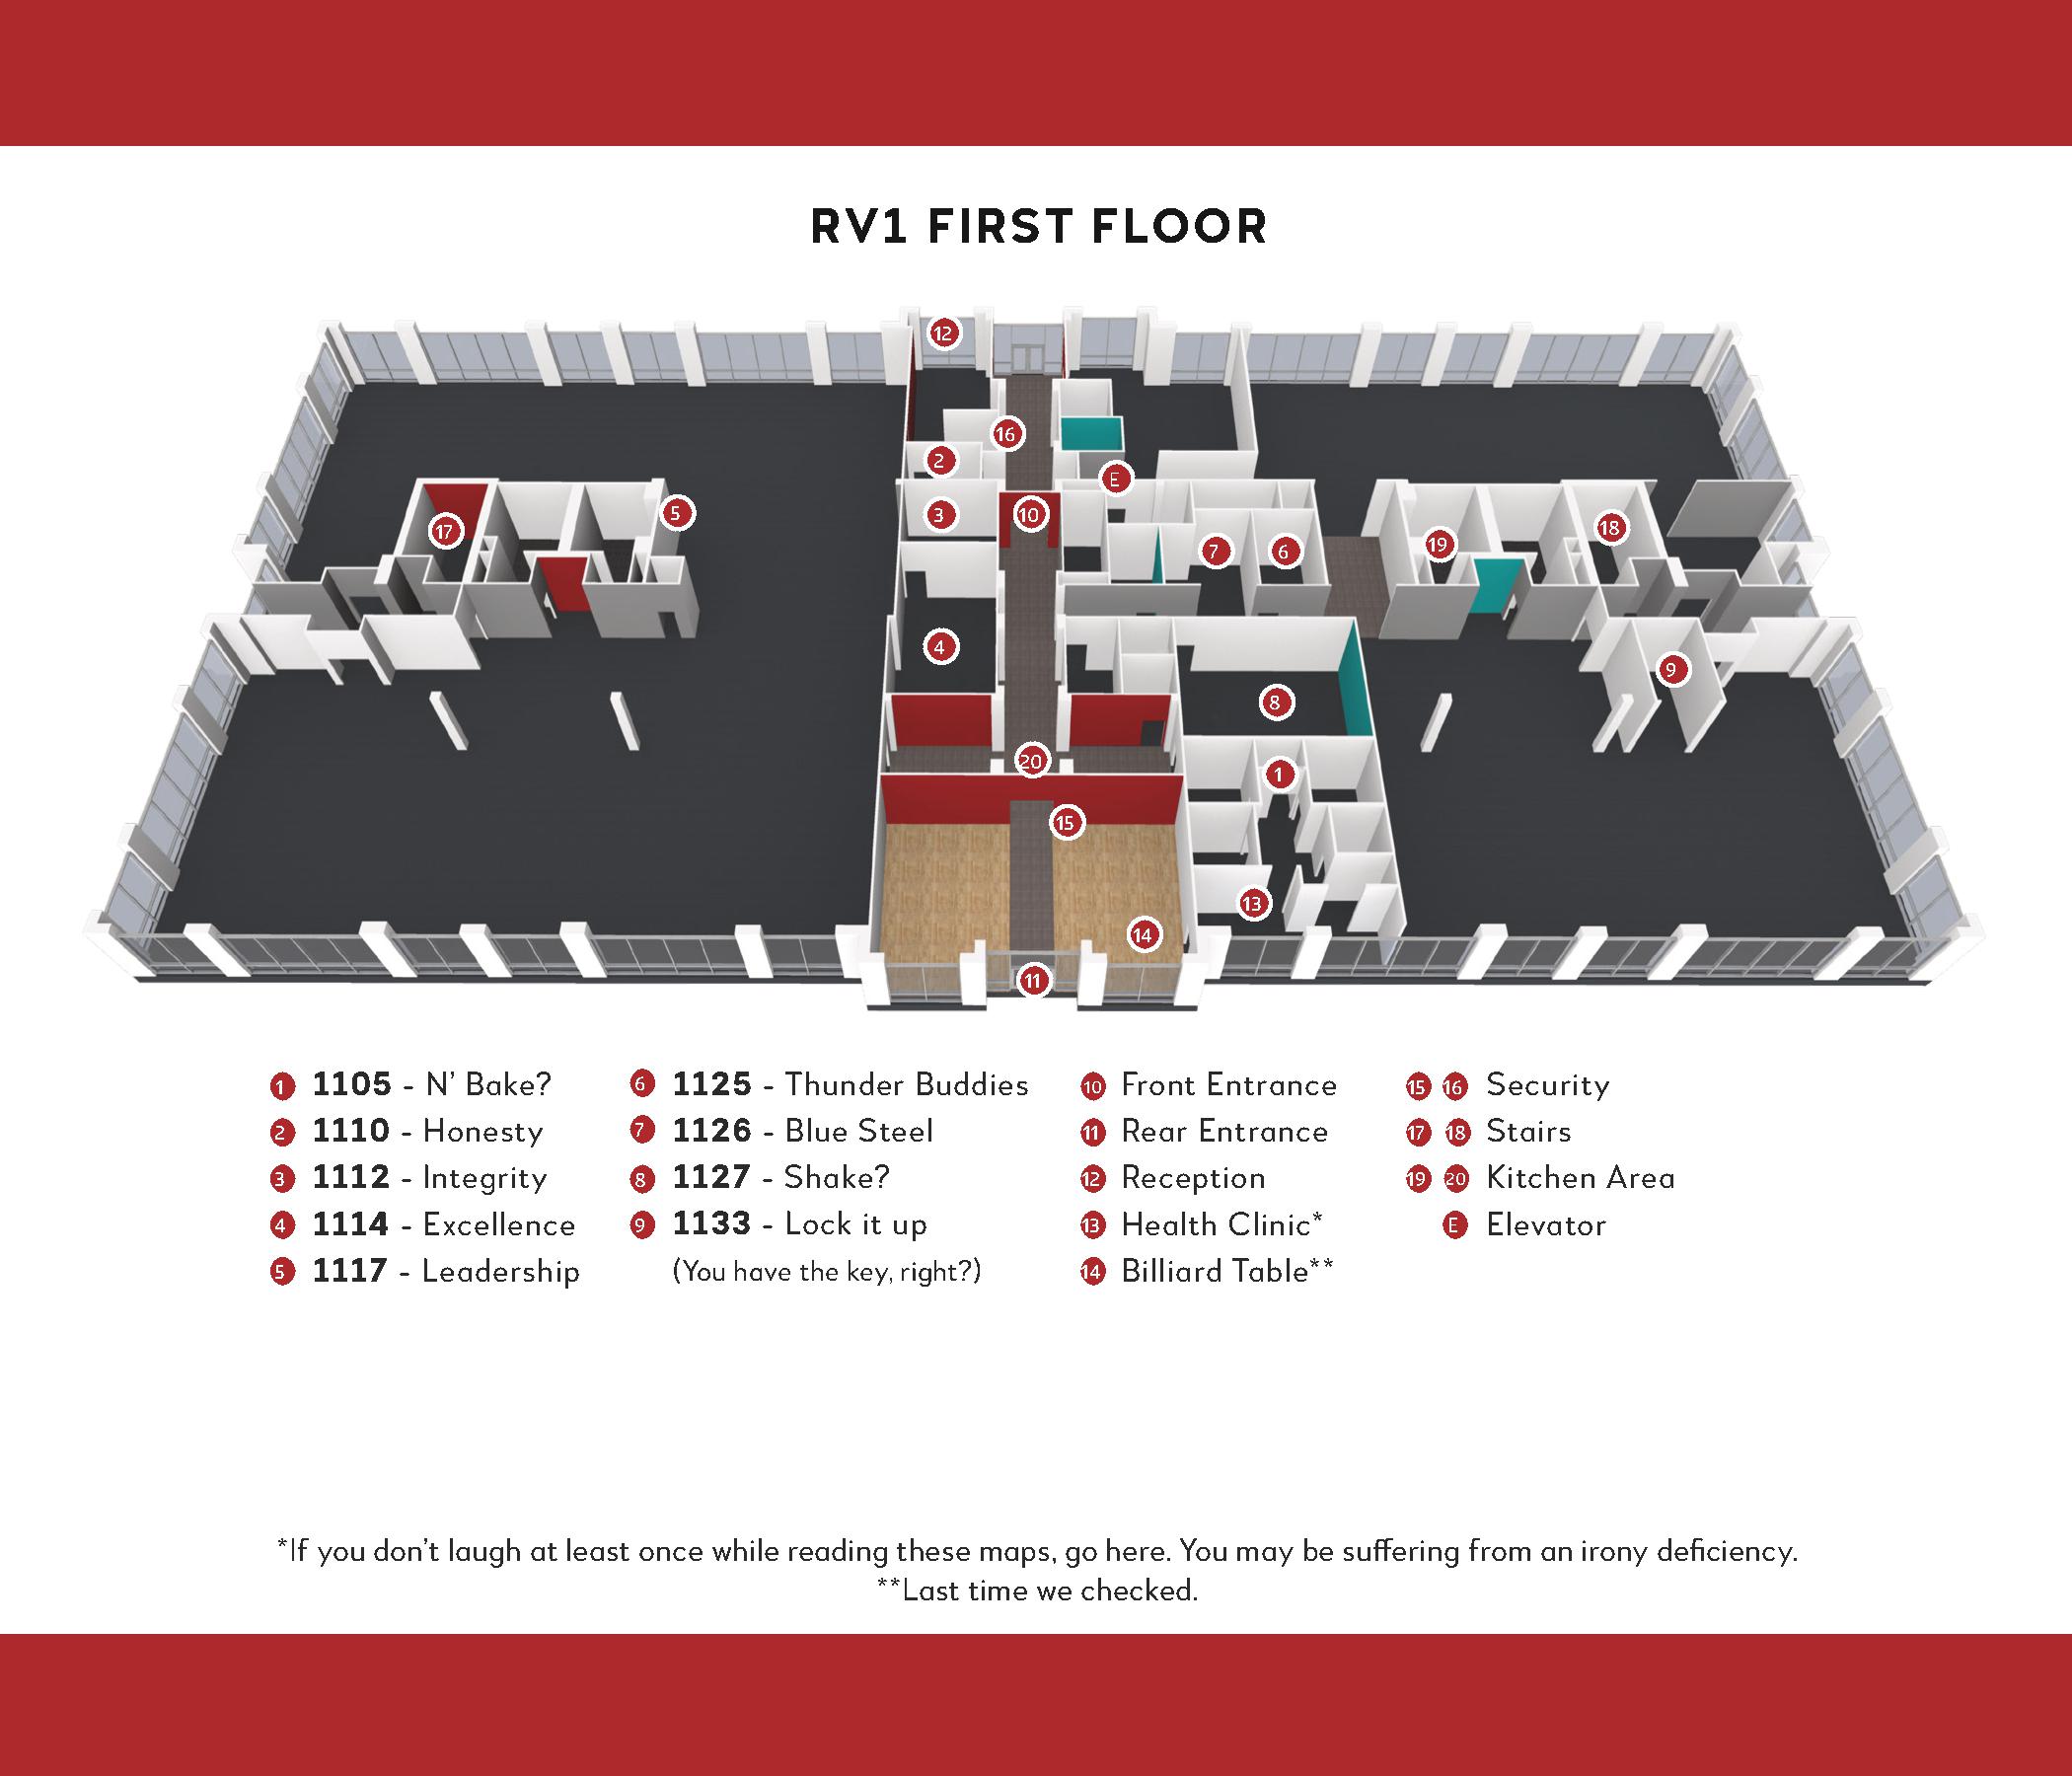 RV1 FIRST FLOOR
12
16
2
E
3
10
5
17
7
6
19
18
4
9
8
20
1
15
13
14
11
1 1105 - N' Bake?
2 1110 - Honesty
3 1112 - Integrity
4 1114 - Excellence
5 1117 - Leadership
6 1125 - Thunder Buddies
7 1126 - Blue Steel
8 1127 - Shake?
9 1133 - Lock it up
(You have the key, right?)
10 Front Entrance
11 Rear Entrance
12 Reception
13 Health Clinic*
14 Billiard Table**
15 16 Security
17 18 Stairs
19 20 Kitchen Area
E Elevator
*If you don't laugh at least once while reading these maps, go here. You may be suffering from an irony deficiency.
**Last time we checked.